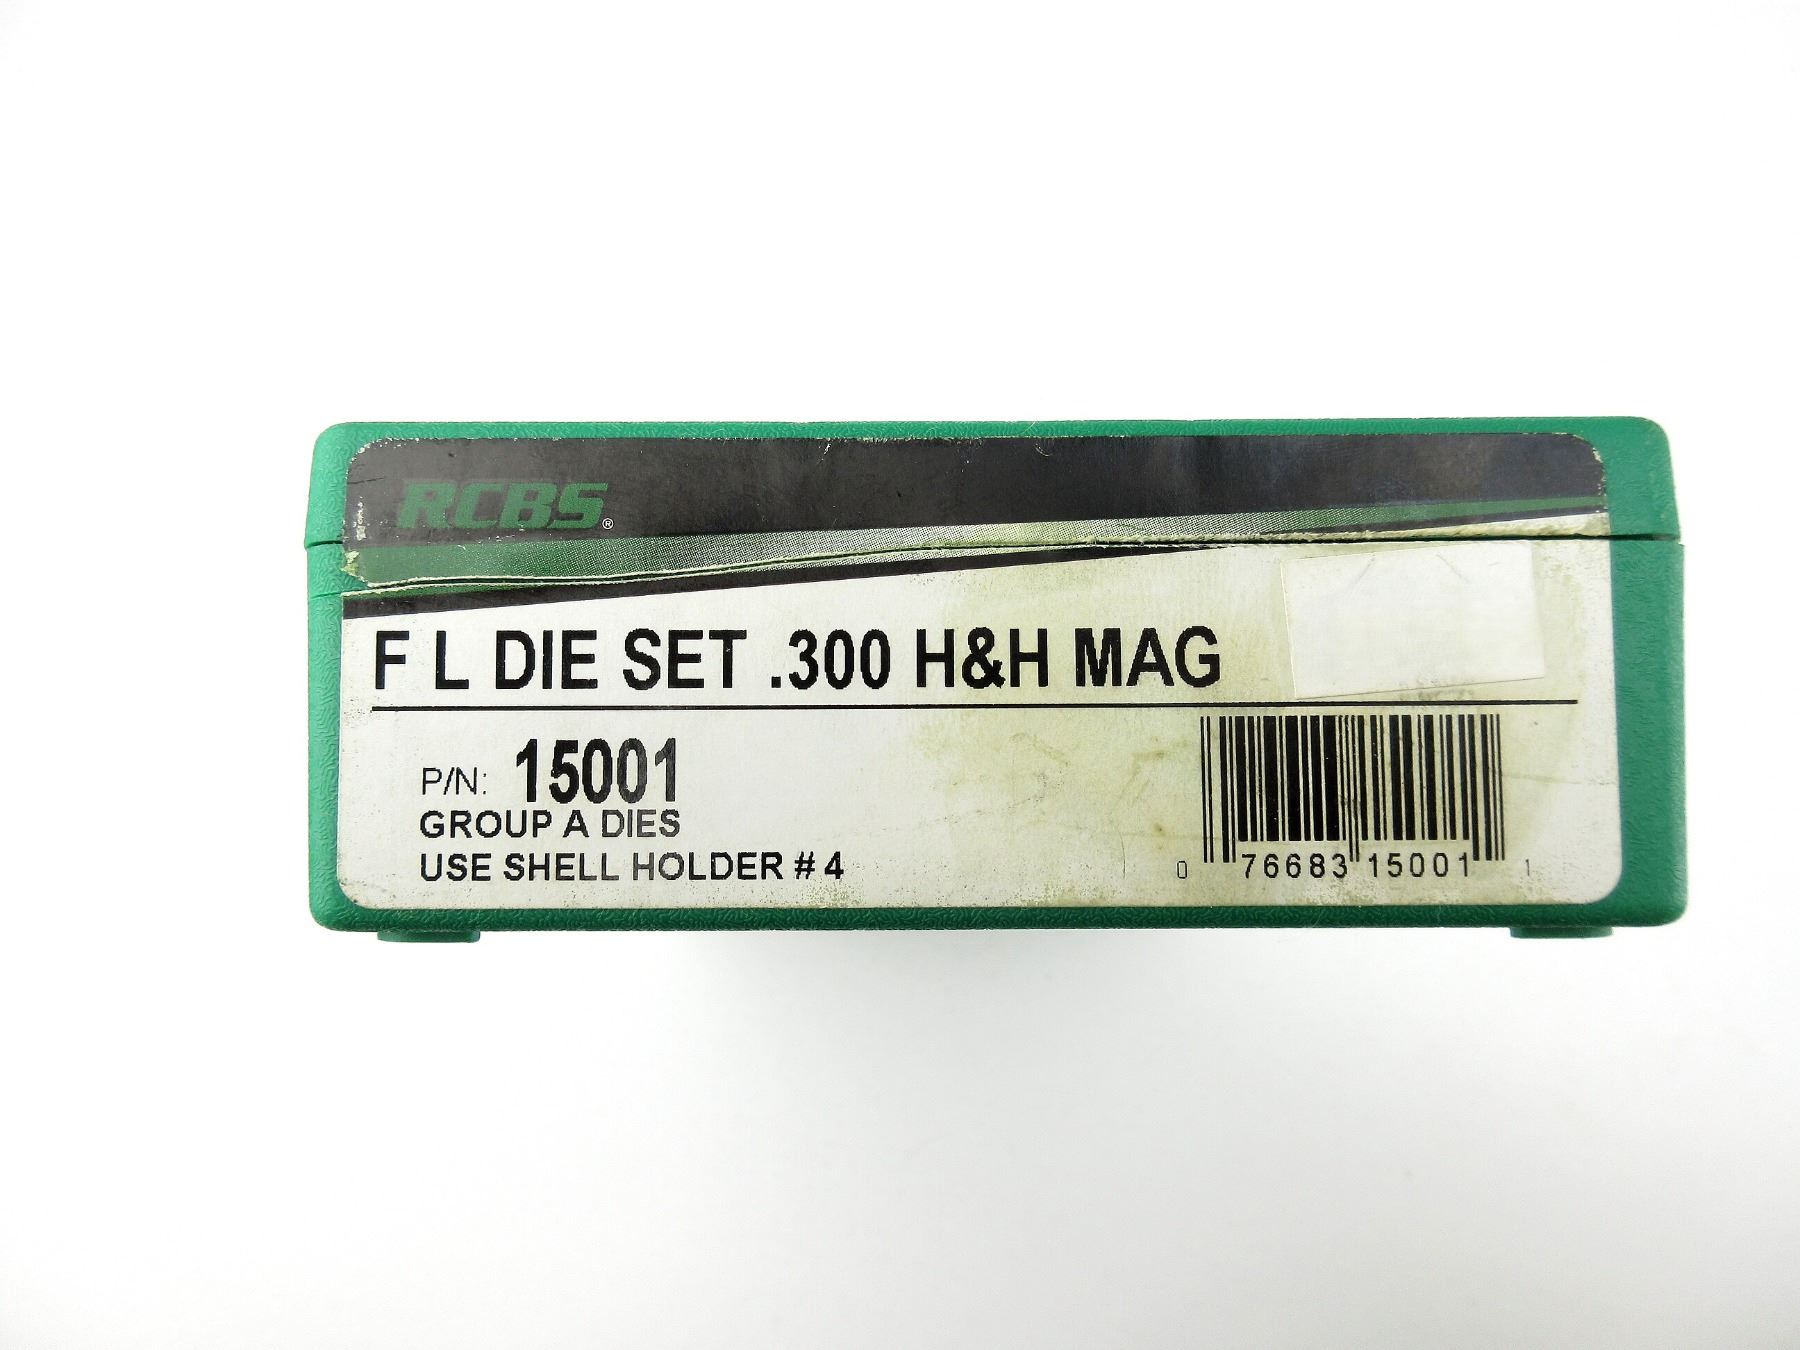 RCBS®
F L DIE SET .300 H&H MAG
P/N: 15001
GROUP A DIES
USE SHELL HOLDER # 4
0 76683 15001 1